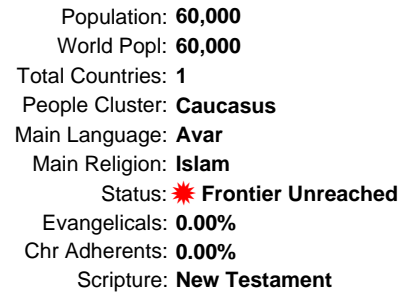 Population: 60,000
World Popl: 60,000
Total Countries: 1
People Cluster: Caucasus
Main Language: Avar
Main Religion: Islam
Status: Frontier Unreached
Evangelicals: 0.00%
Chr Adherents: 0.00%
Scripture: New Testament